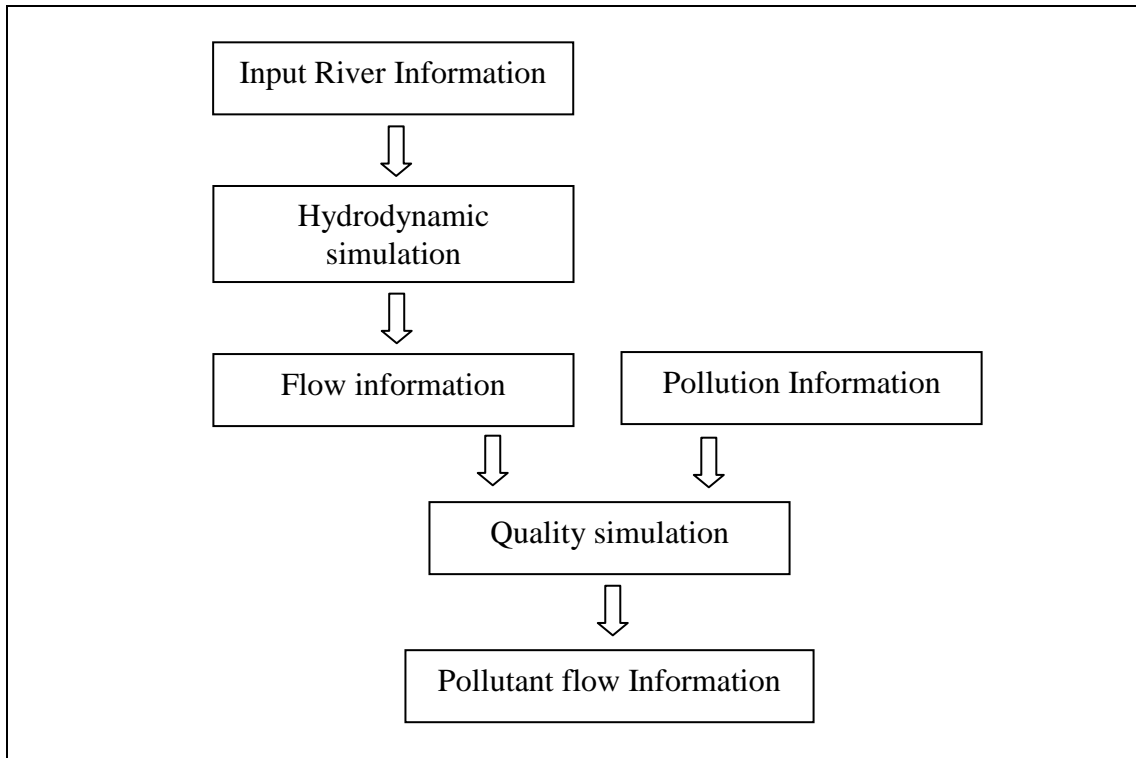 Input River Information
Hydrodynamic
simulation
Flow information
Pollution Information
Quality simulation
Pollutant flow Information